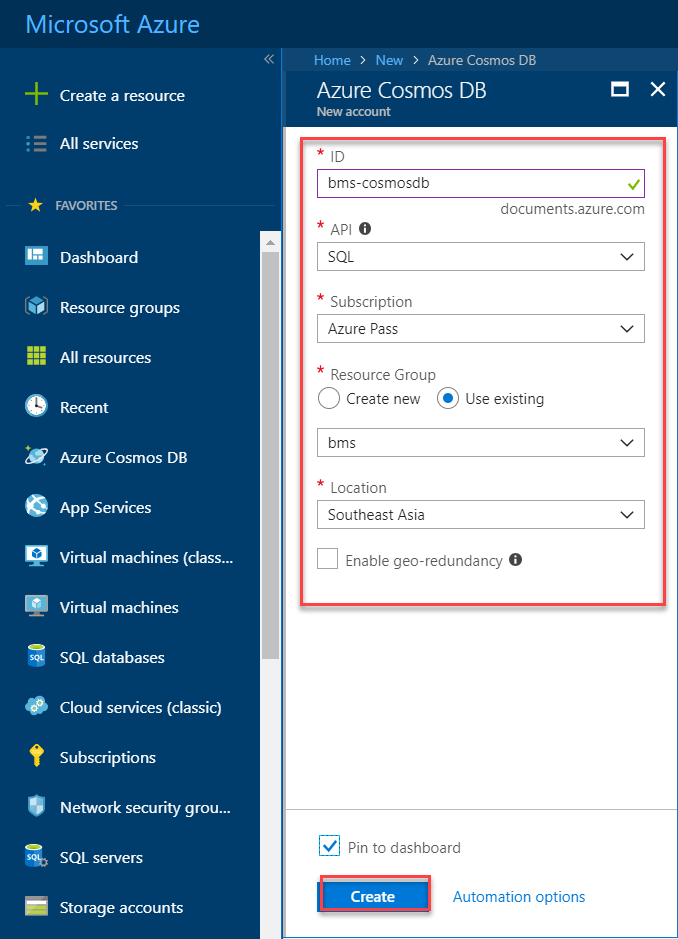 Microsoft Azure
«
Create a resource
All services
FAVORITES
Dashboard
Resource groups
All resources
Recent
Azure Cosmos DB
App Services
Virtual machines (class...
Virtual machines
SQL databases
Cloud services (classic)
Subscriptions
Network security grou...
SQL servers
Storage accounts
Home > New > Azure Cosmos DB
Azure Cosmos DB
New account
* ID
bms-cosmosdb
documents.azure.com
* API
SQL
* Subscription
Azure Pass
* Resource Group
Create new Use existing
bms
* Location
Southeast Asia
Enable geo-redundancy
Pin to dashboard
Create Automation options